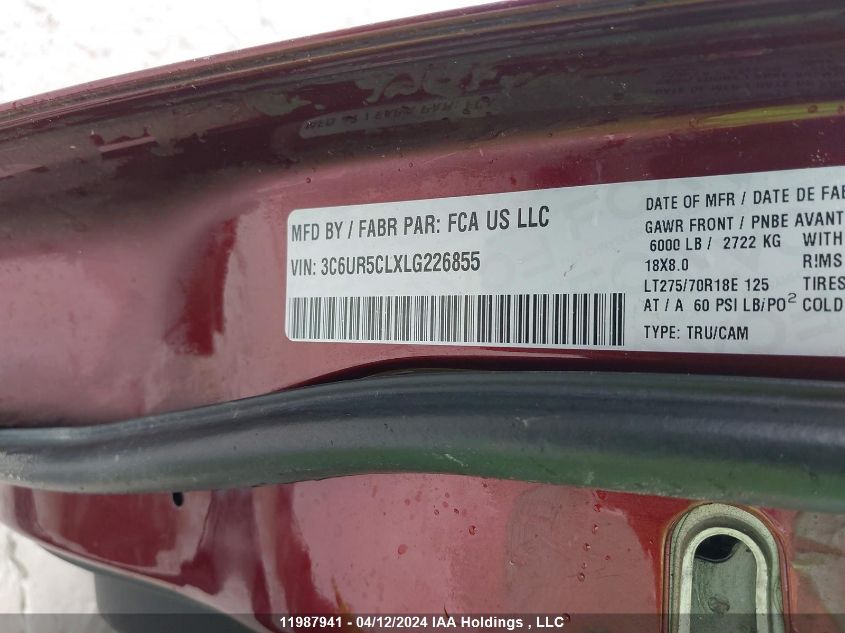 MFD BY / FABR PAR: FCA US LLC
VIN: 3C6UR5CLXLG226855
DATE OF MFR / DATE DE FAB
GAWR FRONT / PNBE AVANT
6000 LB / 2722 KG WITH
18X8.0 RIMS
LT275/70R18E 125 TIRES
AT / A 60 PSI LB/PO² COLD
TYPE: TRU/CAM
11987941 - 04/12/2024 IAA Holdings , LLC